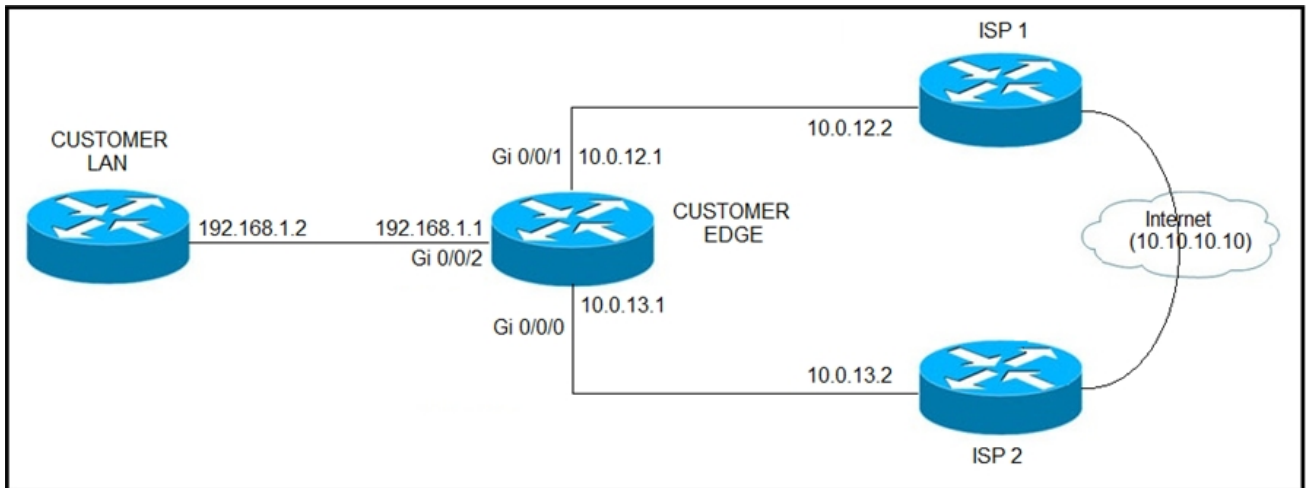 ISP 1
10.0.12.2
Gi 0/0/1
10.0.12.1
CUSTOMER
LAN
192.168.1.2
192.168.1.1
Gi 0/0/2
CUSTOMER
EDGE
Internet
(10.10.10.10)
10.0.13.1
Gi 0/0/0
10.0.13.2
ISP 2